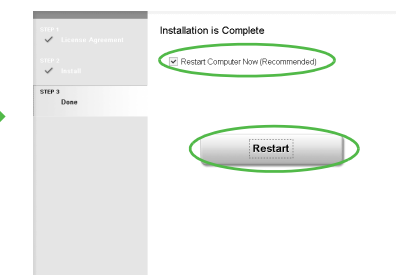 STEP 1
License Agreement
STEP 2
Install
STEP 3
Done
Installation is Complete
Restart Computer Now (Recommended)
Restart